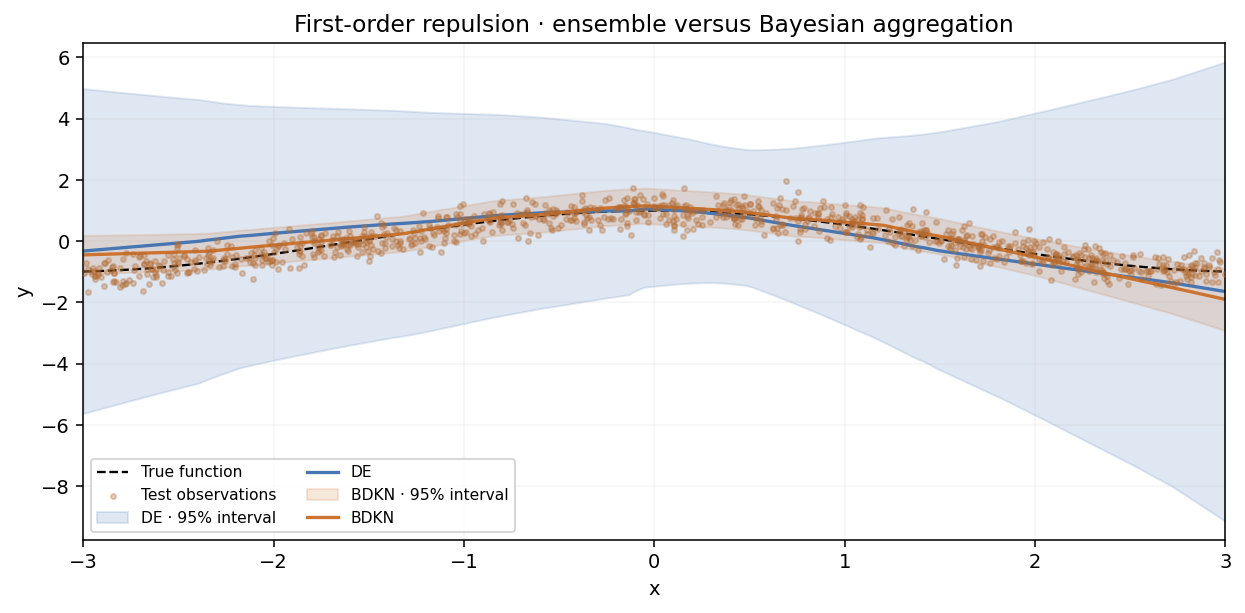 First-order repulsion · ensemble versus Bayesian aggregation
6
4
2
0
−2
−4
−6
−8
y
True function
Test observations
DE · 95% interval
DE
BDKN · 95% interval
BDKN
−3
−2
−1
0
1
2
3
x